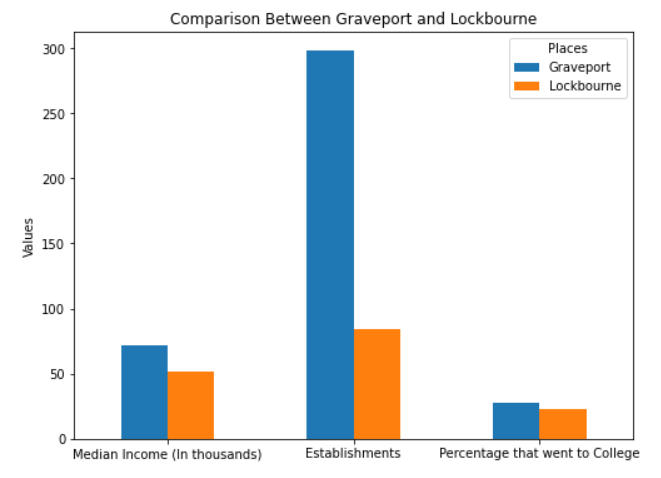 Comparison Between Graveport and Lockbourne
Places
Graveport
Lockbourne
300
250
200
150
100
50
0
Values
Median Income (In thousands)
Establishments
Percentage that went to College